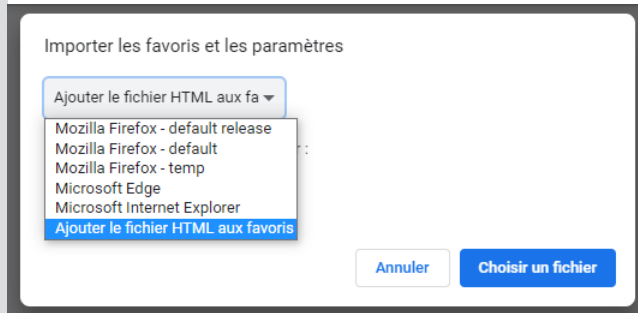 Importer les favoris et les paramètres
Ajouter le fichier HTML aux fa
Mozilla Firefox - default release
Mozilla Firefox - default
r :
Mozilla Firefox - temp
Microsoft Edge
Microsoft Internet Explorer
Ajouter le fichier HTML aux favoris
Annuler
Choisir un fichier